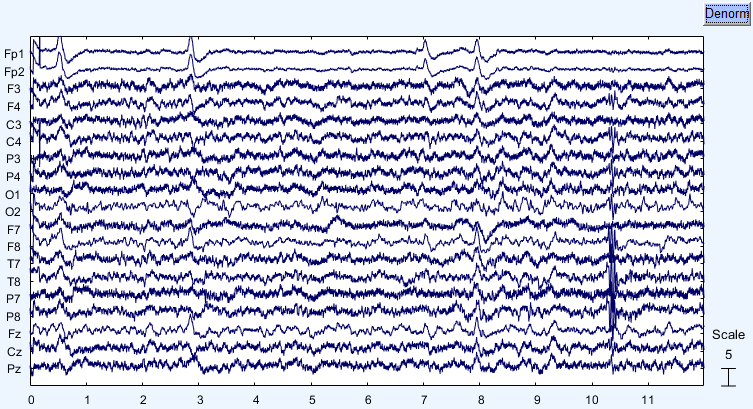 Denorm
Fp1
Fp2
F3
F4
C3
C4
P3
P4
O1
O2
F7
F8
T7
T8
P7
P8
Fz
Cz
Pz
Scale
5
0 1 2 3 4 5 6 7 8 9 10 11